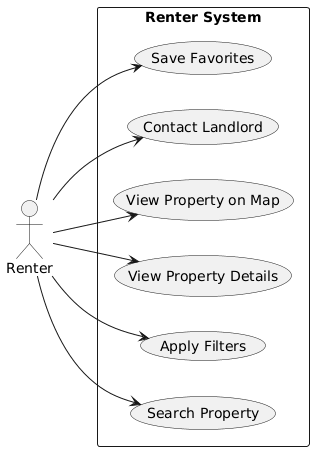 Renter System
Save Favorites
Contact Landlord
View Property on Map
View Property Details
Renter
Apply Filters
Search Property